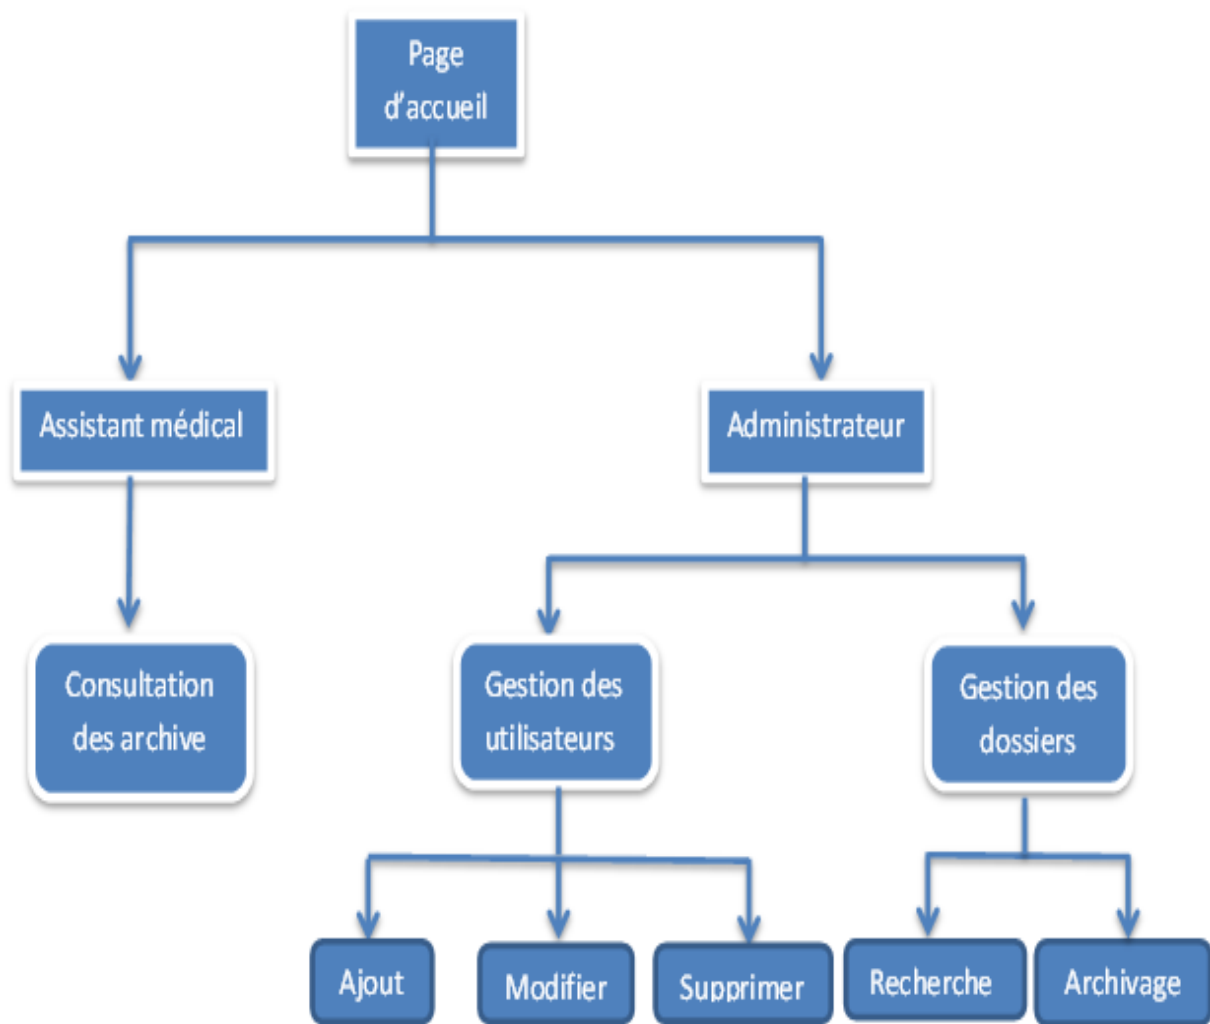 Page
d'accueil
Assistant médical
Administrateur
Consultation
des archive
Gestion des
utilisateurs
Gestion des
dossiers
Ajout
Modifier
Supprimer
Recherche
Archivage